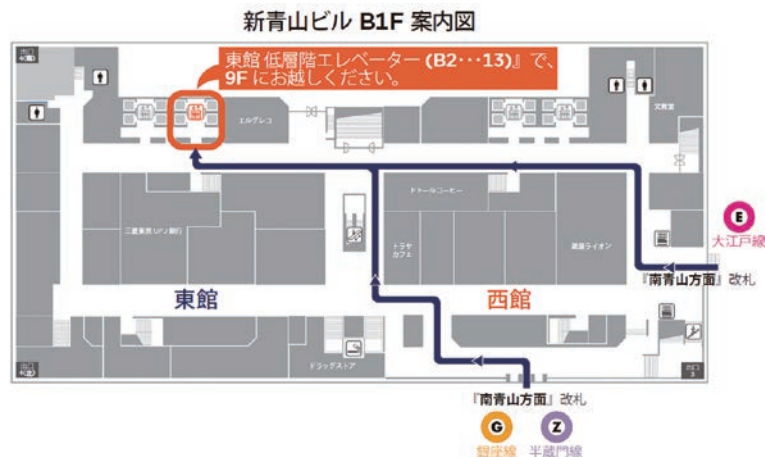 新青山ビル B1F 案内図
東館 低層階エレベーター (B2・・・13)』で、
9F にお越しください。
エルグレコ
文教堂
ドトールコーヒー
三菱東京UFJ銀行
トラヤ
カフェ
銀座ライオン
E
大江戸線
『南青山方面』改札
東館
西館
ドラッグストア
出口
3
『南青山方面』改札
G
Z
銀座線
半蔵門線